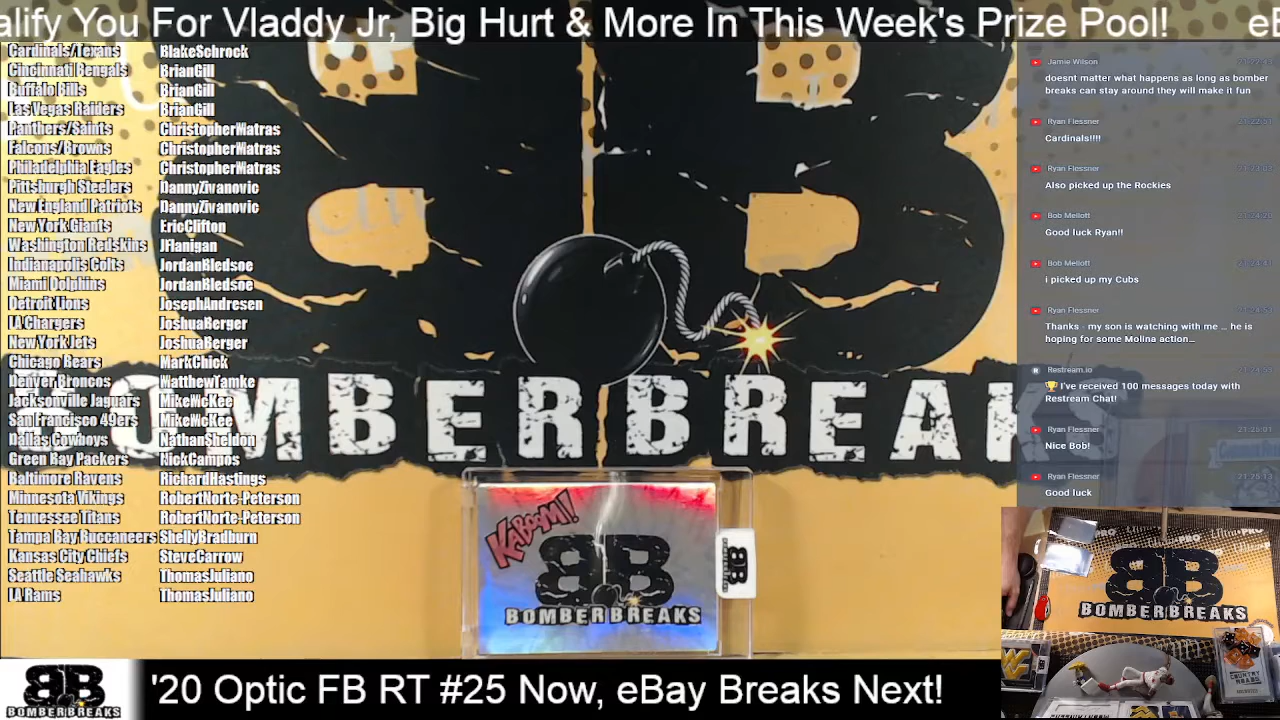 alify You For Vladdy Jr, Big Hurt & More In This Week's Prize Pool!
eB
Cardinals/Texans BlakeSchrock
Cincinnati Bengals BrianGill
Buffalo Bills BrianGill
Las Vegas Raiders BrianGill
Panthers/Saints ChristopherMatras
Falcons/Browns ChristopherMatras
Philadelphia Eagles ChristopherMatras
Pittsburgh Steelers DannyZivanovic
New England Patriots DannyZivanovic
New York Giants EricClifton
Washington Redskins JFlanigan
Indianapolis Colts JordanBledsoe
Miami Dolphins JordanBledsoe
Detroit Lions JosephAndresen
LA Chargers JoshuaBerger
New York Jets JoshuaBerger
Chicago Bears MarkChick
Denver Broncos MatthewTamke
Jacksonville Jaguars MikeMcKee
San Francisco 49ers MikeMcKee
Dallas Cowboys NathanSheldon
Green Bay Packers NickCampos
Baltimore Ravens RichardHastings
Minnesota Vikings RobertNorte-Peterson
Tennessee Titans RobertNorte-Peterson
Tampa Bay Buccaneers ShellyBradburn
Kansas City Chiefs SteveCarrow
Seattle Seahawks ThomasJuliano
LA Rams ThomasJuliano
BB
BOMBERBREAKS
KABOOM!!
BB
BOMBERBREAKS
BB
Jamie Wilson
doesnt matter what happens as long as bomber
breaks can stay around they will make it fun
Ryan Flessner
Cardinals!!!!
Ryan Flessner
Also picked up the Rockies
Bob Mellott
Good luck Ryan!!
Bob Mellott
i picked up my Cubs
Ryan Flessner
Thanks - my son is watching with me ... he is
hoping for some Molina action...
Restream.io
🏆 I've received 100 messages today with
Restream Chat!
Ryan Flessner
Nice Bob!
Ryan Flessner
Good luck
BB
BOMBERBREAKS
BB
BOMBERBREAKS
'20 Optic FB RT #25 Now, eBay Breaks Next!